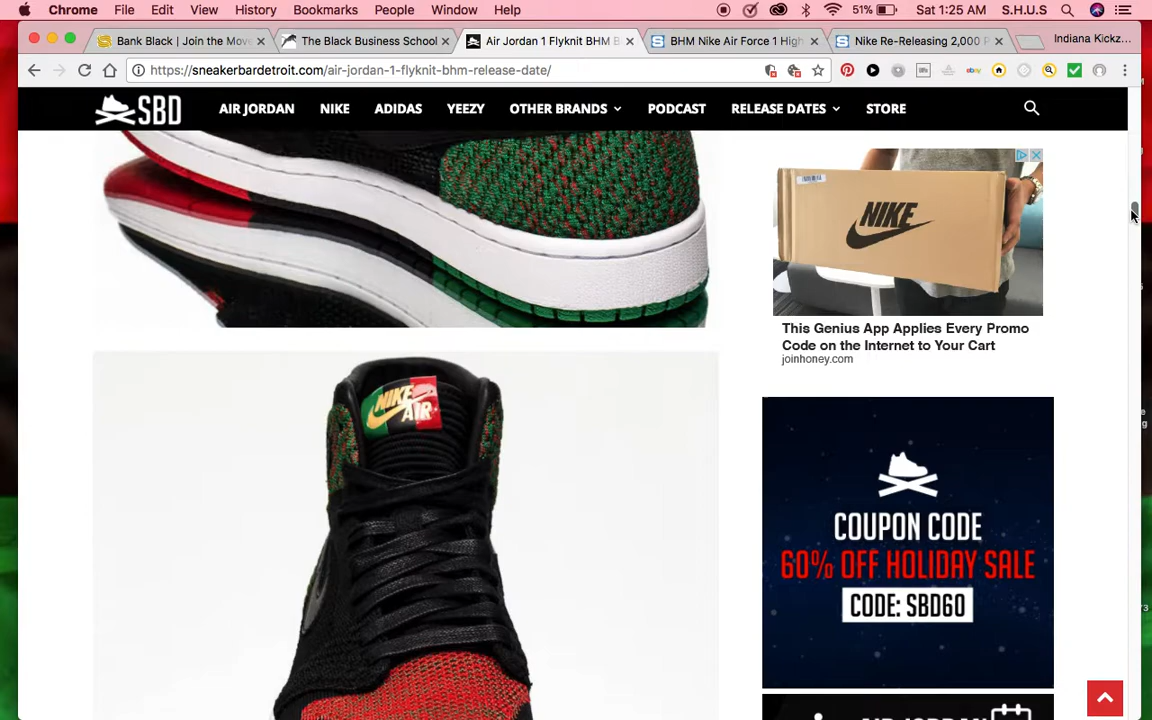 Chrome File Edit View History Bookmarks People Window Help 51% Sat 1:25 AM S.H.U.S
Bank Black | Join the Mov
The Black Business School
Air Jordan 1 Flyknit BHM
BHM Nike Air Force 1 High
Nike Re-Releasing 2,000 P
Indiana Kickz...
https://sneakerbardetroit.com/air-jordan-1-flyknit-bhm-release-date/
ebay
SBD AIR JORDAN NIKE ADIDAS YEEZY OTHER BRANDS PODCAST RELEASE DATES STORE
NIKE
This Genius App Applies Every Promo
Code on the Internet to Your Cart
joinhoney.com
NIKE
AIR
COUPON CODE
60% OFF HOLIDAY SALE
CODE: SBD60